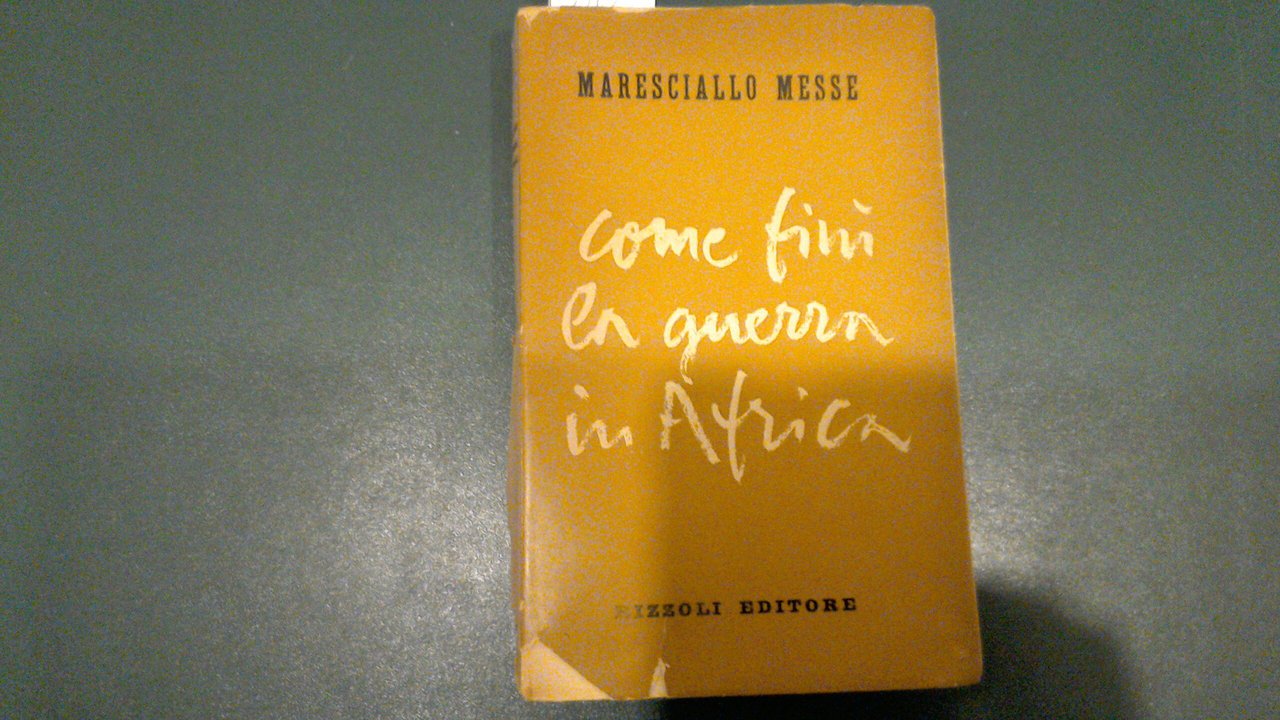 MARESCIALLO MESSE
come finì
la guerra
in Africa
RIZZOLI EDITORE